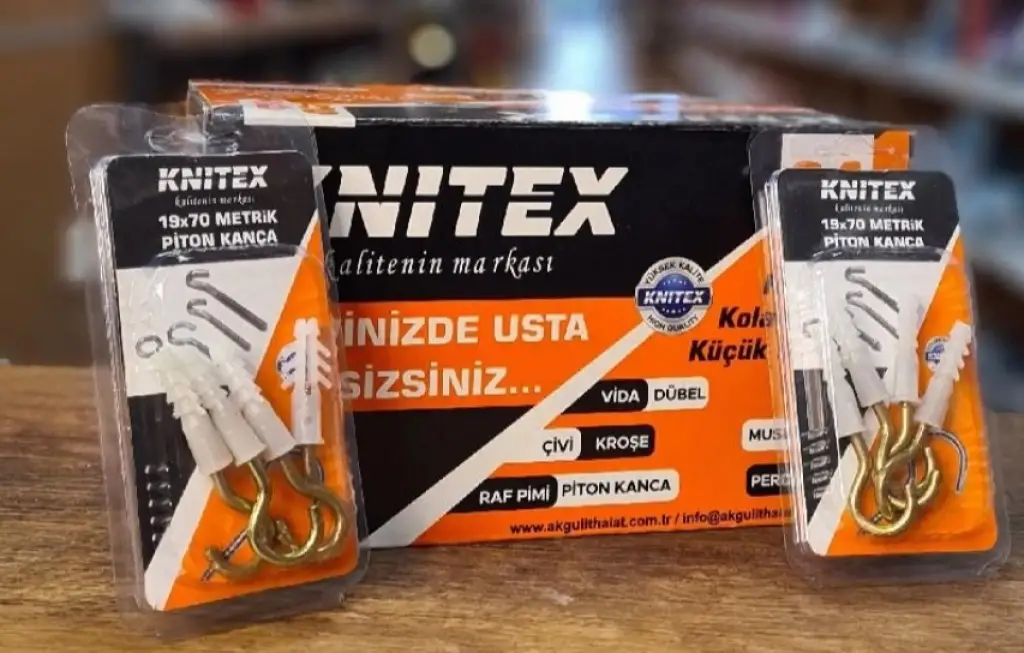 KNITEX
kalitenin markası
19x70 METRİK
PİTON KANCA
KNITEX
kalitenin markası
İNİZDE USTA
SİZSİNİZ...
YÜKSEK KALİTE
KNITEX
HIGH QUALITY
Küçük
VİDA DÜBEL
ÇİVİ KROŞE
RAF PİMİ PİTON KANCA
www.akgulithalat.com.tr / info@akgulithalat
KNITEX
kalitenin markası
19x70 METRİK
PİTON KANCA